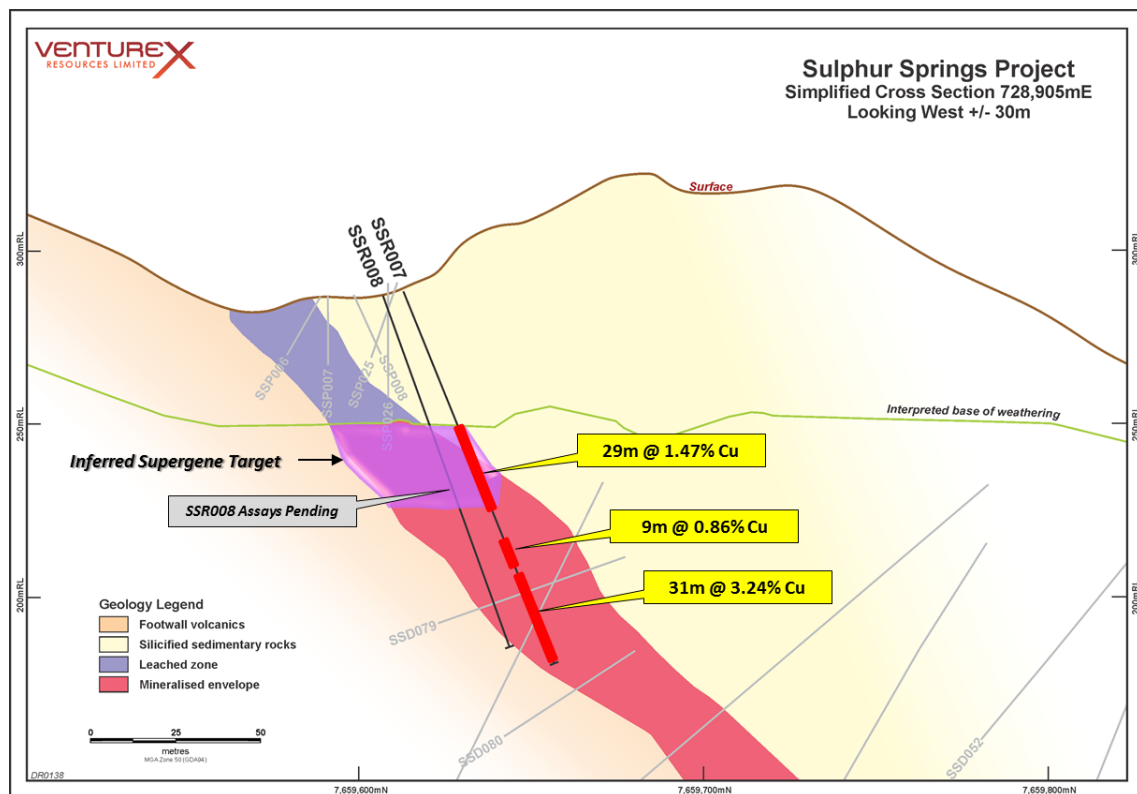 VENTUREX
RESOURCES LIMITED
Sulphur Springs Project
Simplified Cross Section 728,905mE
Looking West +/- 30m
Surface
SSR007
SSR008
300mRL
300mRL
SSP006
SSP007
SSP025
SSP008
SSP026
Interpreted base of weathering
250mRL
250mRL
29m @ 1.47% Cu
Inferred Supergene Target
SSR008 Assays Pending
9m @ 0.86% Cu
31m @ 3.24% Cu
200mRL
200mRL
Geology Legend
Footwall volcanics
Silicified sedimentary rocks
Leached zone
Mineralised envelope
SSD079
SSD080
SSD052
0 25 50
metres
MGA Zone 50 (GDA94)
DR0138
7,659,600mN
7,659,700mN
7,659,800mN